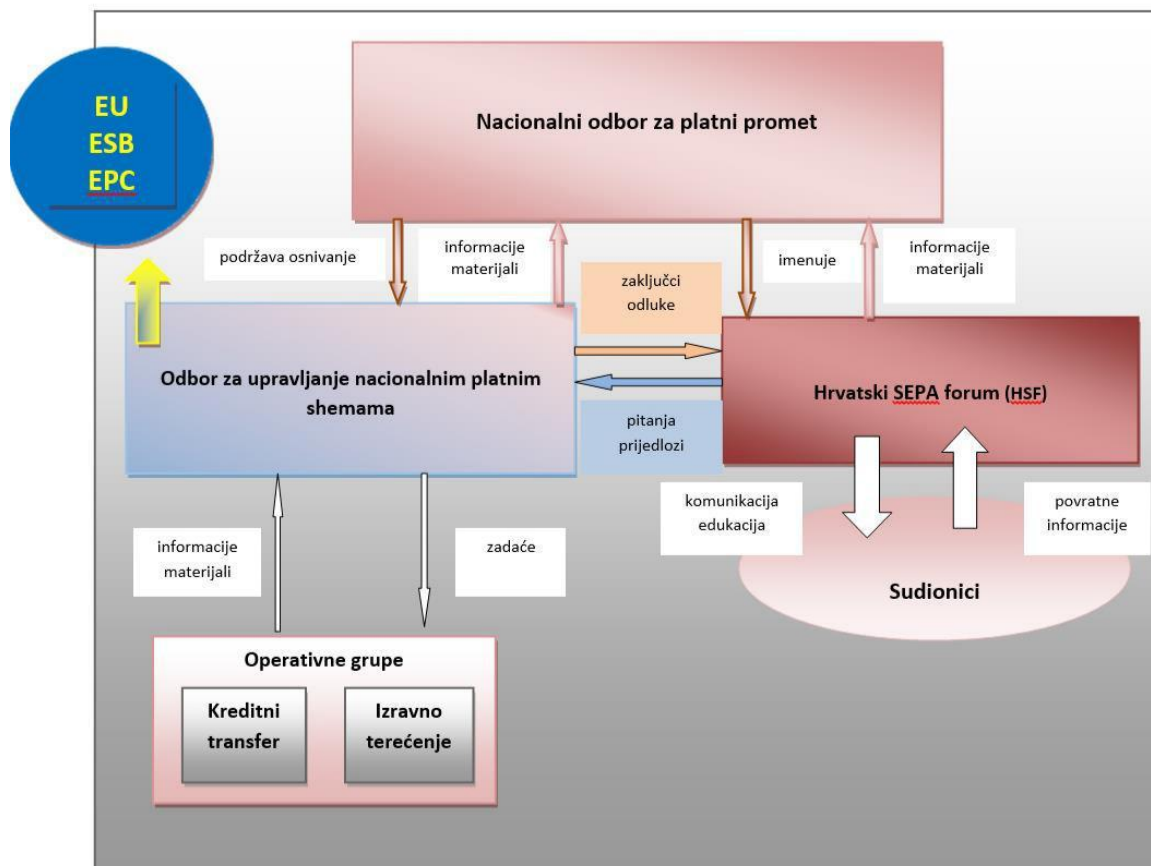 EU
ESB
EPC
Nacionalni odbor za platni promet
podržava osnivanje
informacije
materijali
imenuje
informacije
materijali
zaključci
odluke
Odbor za upravljanje nacionalnim platnim
shemama
Hrvatski SEPA forum (HSF)
pitanja
prijedlozi
komunikacija
edukacija
povratne
informacije
informacije
materijali
zadaće
Sudionici
Operativne grupe
Kreditni
transfer
Izravno
terećenje